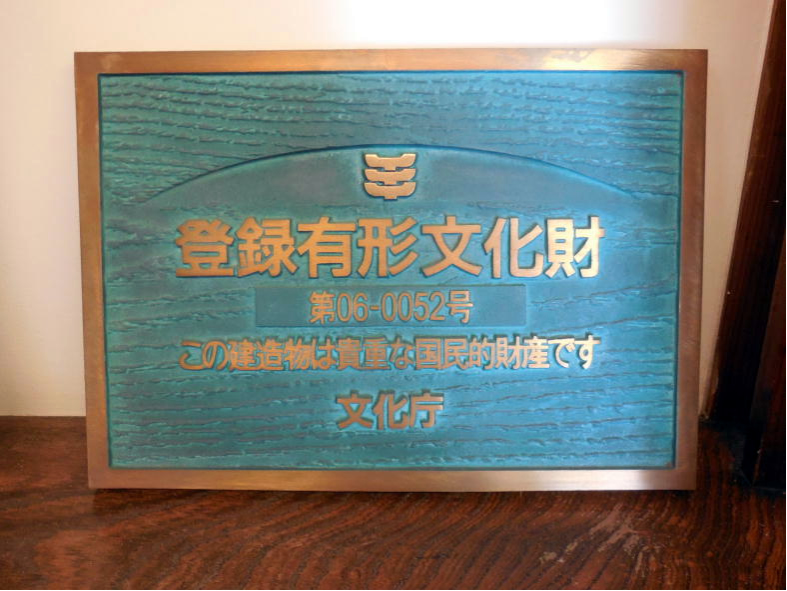 登録有形文化財
第06-0052号
この建造物は貴重な国民的財産です
文化庁